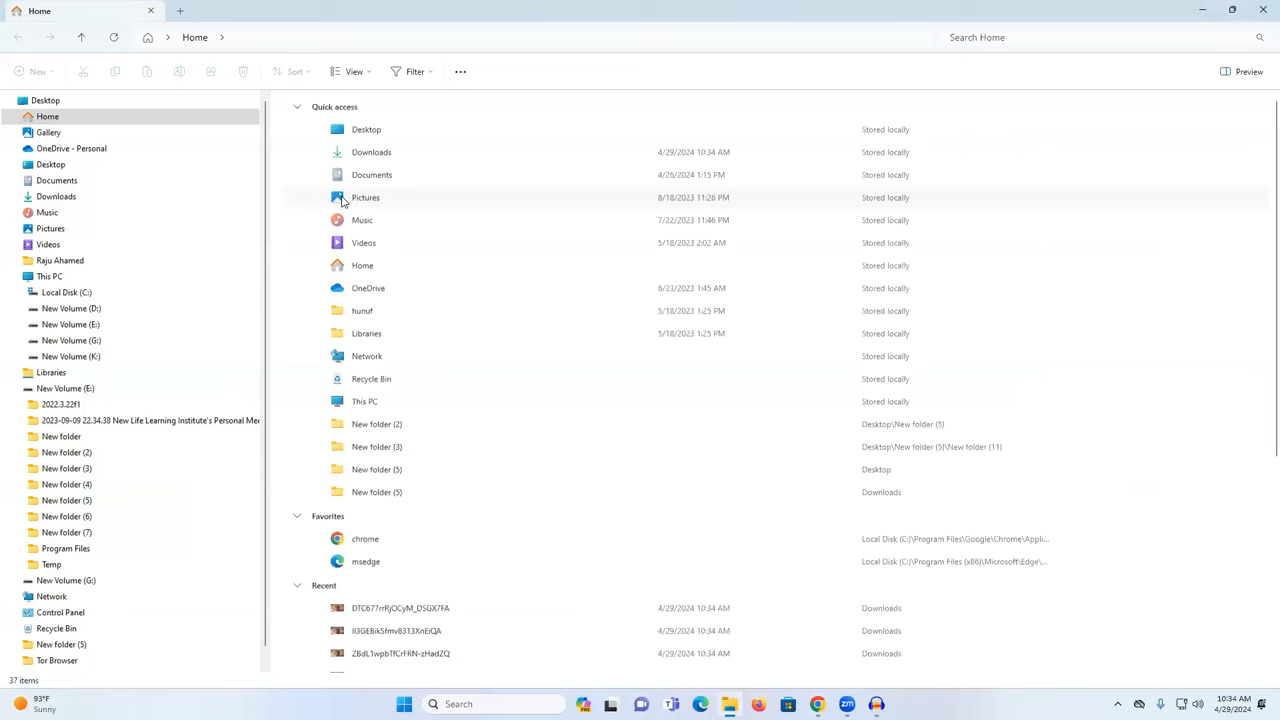 Home
Home
Search Home
New
Sort
View
Filter
Preview
Desktop
Home
Gallery
OneDrive - Personal
Desktop
Documents
Downloads
Music
Pictures
Videos
Raju Ahamed
This PC
Local Disk (C:)
New Volume (D:)
New Volume (E:)
New Volume (G:)
New Volume (K:)
Libraries
New Volume (E:)
2022.3.22f1
2023-09-09 22.34.38 New Life Learning Institute's Personal Mee
New folder
New folder (2)
New folder (3)
New folder (4)
New folder (5)
New folder (6)
New folder (7)
Program Files
Temp
New Volume (G:)
Network
Control Panel
Recycle Bin
New folder (5)
Tor Browser
Quick access
Desktop Stored locally
Downloads 4/29/2024 10:34 AM Stored locally
Documents 4/26/2024 1:15 PM Stored locally
Pictures 8/18/2023 11:26 PM Stored locally
Music 7/22/2023 11:46 PM Stored locally
Videos 5/18/2023 2:02 AM Stored locally
Home Stored locally
OneDrive 6/23/2023 1:45 AM Stored locally
hunuf 5/18/2023 1:25 PM Stored locally
Libraries 5/18/2023 1:25 PM Stored locally
Network Stored locally
Recycle Bin Stored locally
This PC Stored locally
New folder (2) Desktop\New folder (5)
New folder (3) Desktop\New folder (5)\New folder (11)
New folder (5) Desktop
New folder (5) Downloads
Favorites
chrome Local Disk (C:)\Program Files\Google\Chrome\Appli...
msedge Local Disk (C:)\Program Files (x86)\Microsoft\Edge\...
Recent
DTC677rrRjOCyM_DSGX7FA 4/29/2024 10:34 AM Downloads
4/29/2024 10:34 AM Downloads
ZBdL1wpbTfCrFRN-zHadZQ 4/29/2024 10:34 AM Downloads
37 items
93°F
Sunny
Search
10:34 AM
4/29/2024